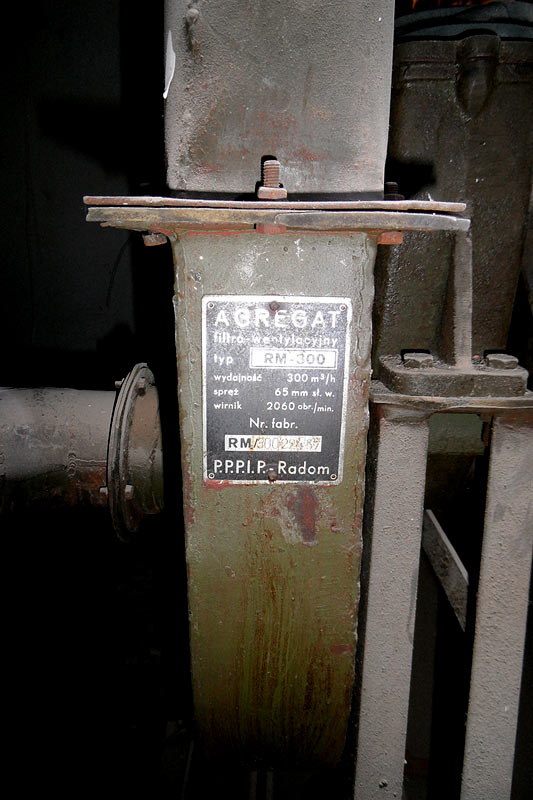 AGREGAT
filtro-wentylacyjny
typ RM-300
wydajność 300 m³/h
spręż 65 mm sł. w.
wirnik 2060 obr./min.
Nr. fabr.
RM/
P.P.P.I.P.-Radom